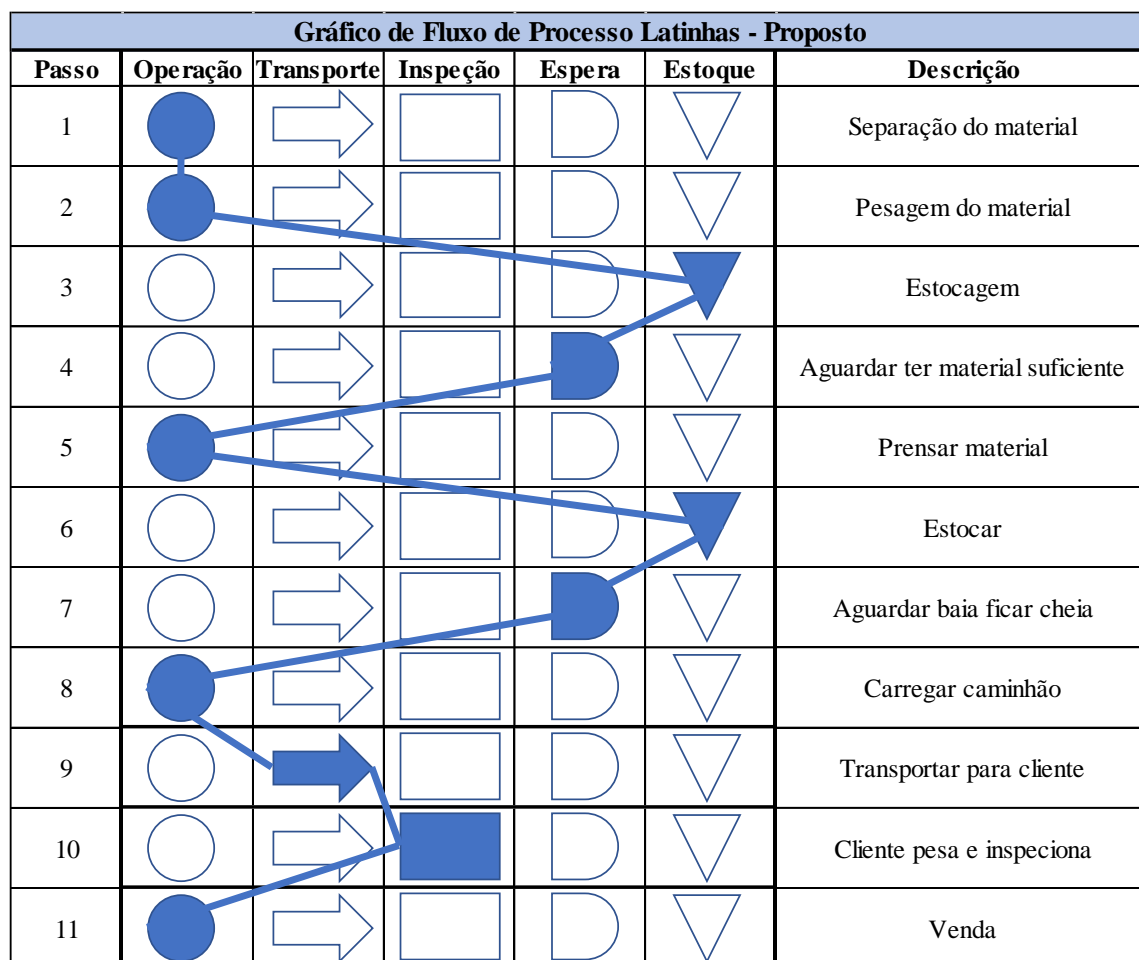 Gráfico de Fluxo de Processo Latinhas - Proposto
Passo Operação Transporte Inspeção Espera Estoque Descrição
1 Separação do material
2 Pesagem do material
3 Estocagem
4 Aguardar ter material suficiente
5 Prensar material
6 Estocar
7 Aguardar baia ficar cheia
8 Carregar caminhão
9 Transportar para cliente
10 Cliente pesa e inspeciona
11 Venda